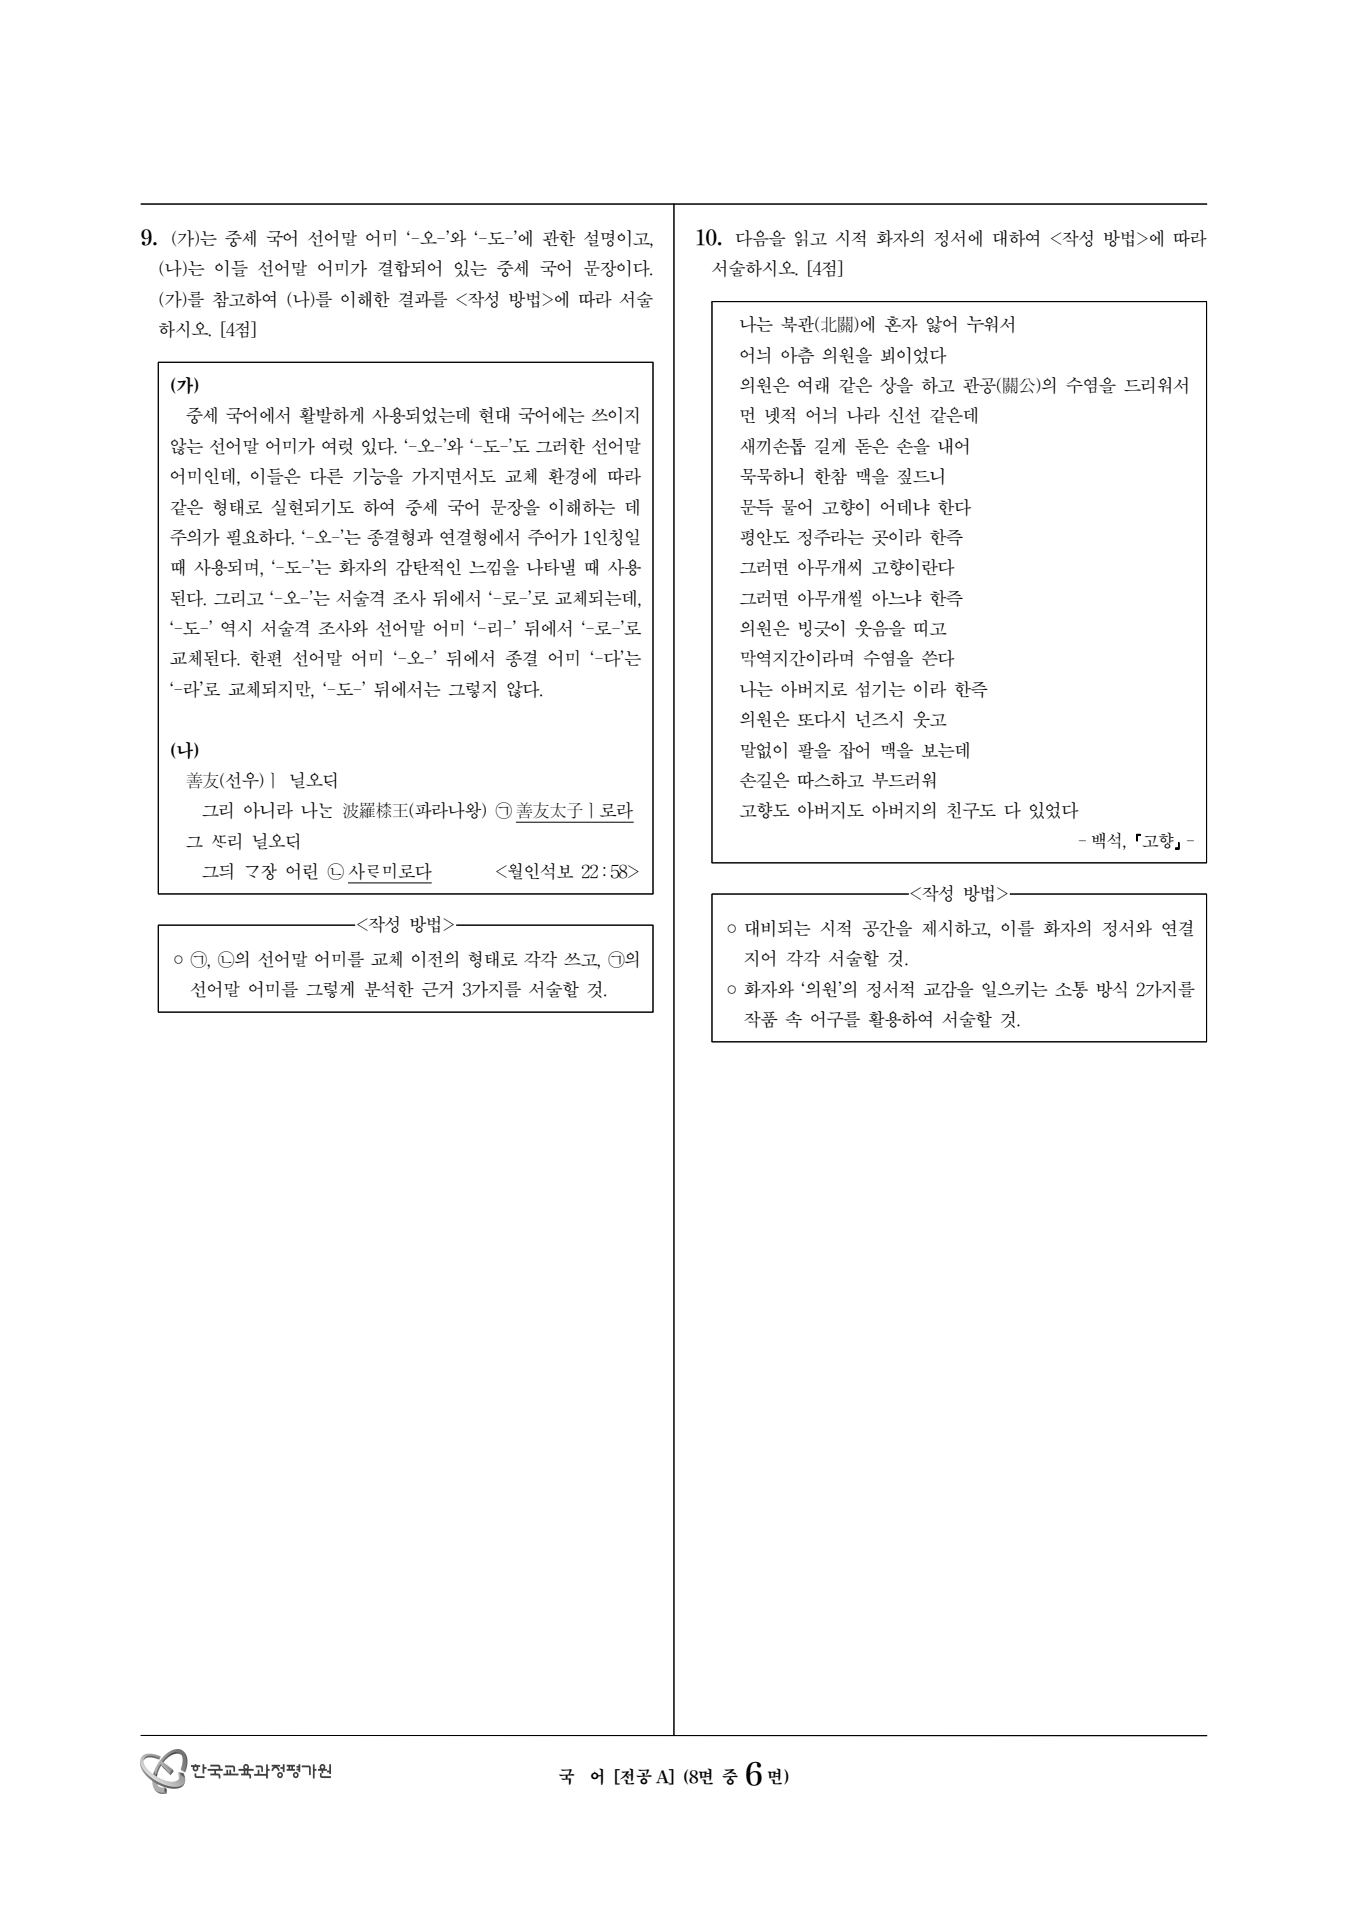 9. (가)는 중세 국어 선어말 어미 ‘-오-’와 ‘-도-’에 관한 설명이고,
(나)는 이들 선어말 어미가 결합되어 있는 중세 국어 문장이다.
(가)를 참고하여 (나)를 이해한 결과를 <작성 방법>에 따라 서술
하시오. [4점]
(가)
중세 국어에서 활발하게 사용되었는데 현대 국어에는 쓰이지
않는 선어말 어미가 여럿 있다. ‘-오-’와 ‘-도-’도 그러한 선어말
어미인데, 이들은 다른 기능을 가지면서도 교체 환경에 따라
같은 형태로 실현되기도 하여 중세 국어 문장을 이해하는 데
주의가 필요하다. ‘-오-’는 종결형과 연결형에서 주어가 1인칭일
때 사용되며, ‘-도-’는 화자의 감탄적인 느낌을 나타낼 때 사용
된다. 그리고 ‘-오-’는 서술격 조사 뒤에서 ‘-로-’로 교체되는데,
‘-도-’ 역시 서술격 조사와 선어말 어미 ‘-리-’ 뒤에서 ‘-로-’로
교체된다. 한편 선어말 어미 ‘-오-’ 뒤에서 종결 어미 ‘-다’는
‘-라’로 교체되지만, ‘-도-’ 뒤에서는 그렇지 않다.
(나)
善友(선우)ㅣ 닐오ᄃᆡ
그리 아니라 나ᄂᆞᆫ 波羅㮈王(파라나왕) ㉠善友太子ㅣ로라
그 ᄯᆞ리 닐오ᄃᆡ
그듸 ᄀᆞ장 어린 ㉡사ᄅᆞ미로다 <월인석보 22:58>
<작성 방법>
○ ㉠, ㉡의 선어말 어미를 교체 이전의 형태로 각각 쓰고, ㉠의
선어말 어미를 그렇게 분석한 근거 3가지를 서술할 것.
10. 다음을 읽고 시적 화자의 정서에 대하여 <작성 방법>에 따라
서술하시오. [4점]
나는 북관(北關)에 혼자 앓어 누워서
어늬 아츰 의원을 뵈이었다
의원은 여래 같은 상을 하고 관공(關公)의 수염을 드리워서
먼 녯적 어늬 나라 신선 같은데
새끼손톱 길게 돋은 손을 내어
묵묵하니 한참 맥을 짚드니
문득 물어 고향이 어데냐 한다
평안도 정주라는 곳이라 한즉
그러면 아무개씨 고향이란다
그러면 아무개씰 아느냐 한즉
의원은 빙긋이 웃음을 띠고
막역지간이라며 수염을 쓴다
나는 아버지로 섬기는 이라 한즉
의원은 또다시 넌즈시 웃고
말없이 팔을 잡어 맥을 보는데
손길은 따스하고 부드러워
고향도 아버지도 아버지의 친구도 다 있었다
- 백석, 『고향』 -
<작성 방법>
○ 대비되는 시적 공간을 제시하고, 이를 화자의 정서와 연결
지어 각각 서술할 것.
○ 화자와 ‘의원’의 정서적 교감을 일으키는 소통 방식 2가지를
작품 속 어구를 활용하여 서술할 것.
한국교육과정평가원
국 어 [전공 A] (8면 중 6 면)